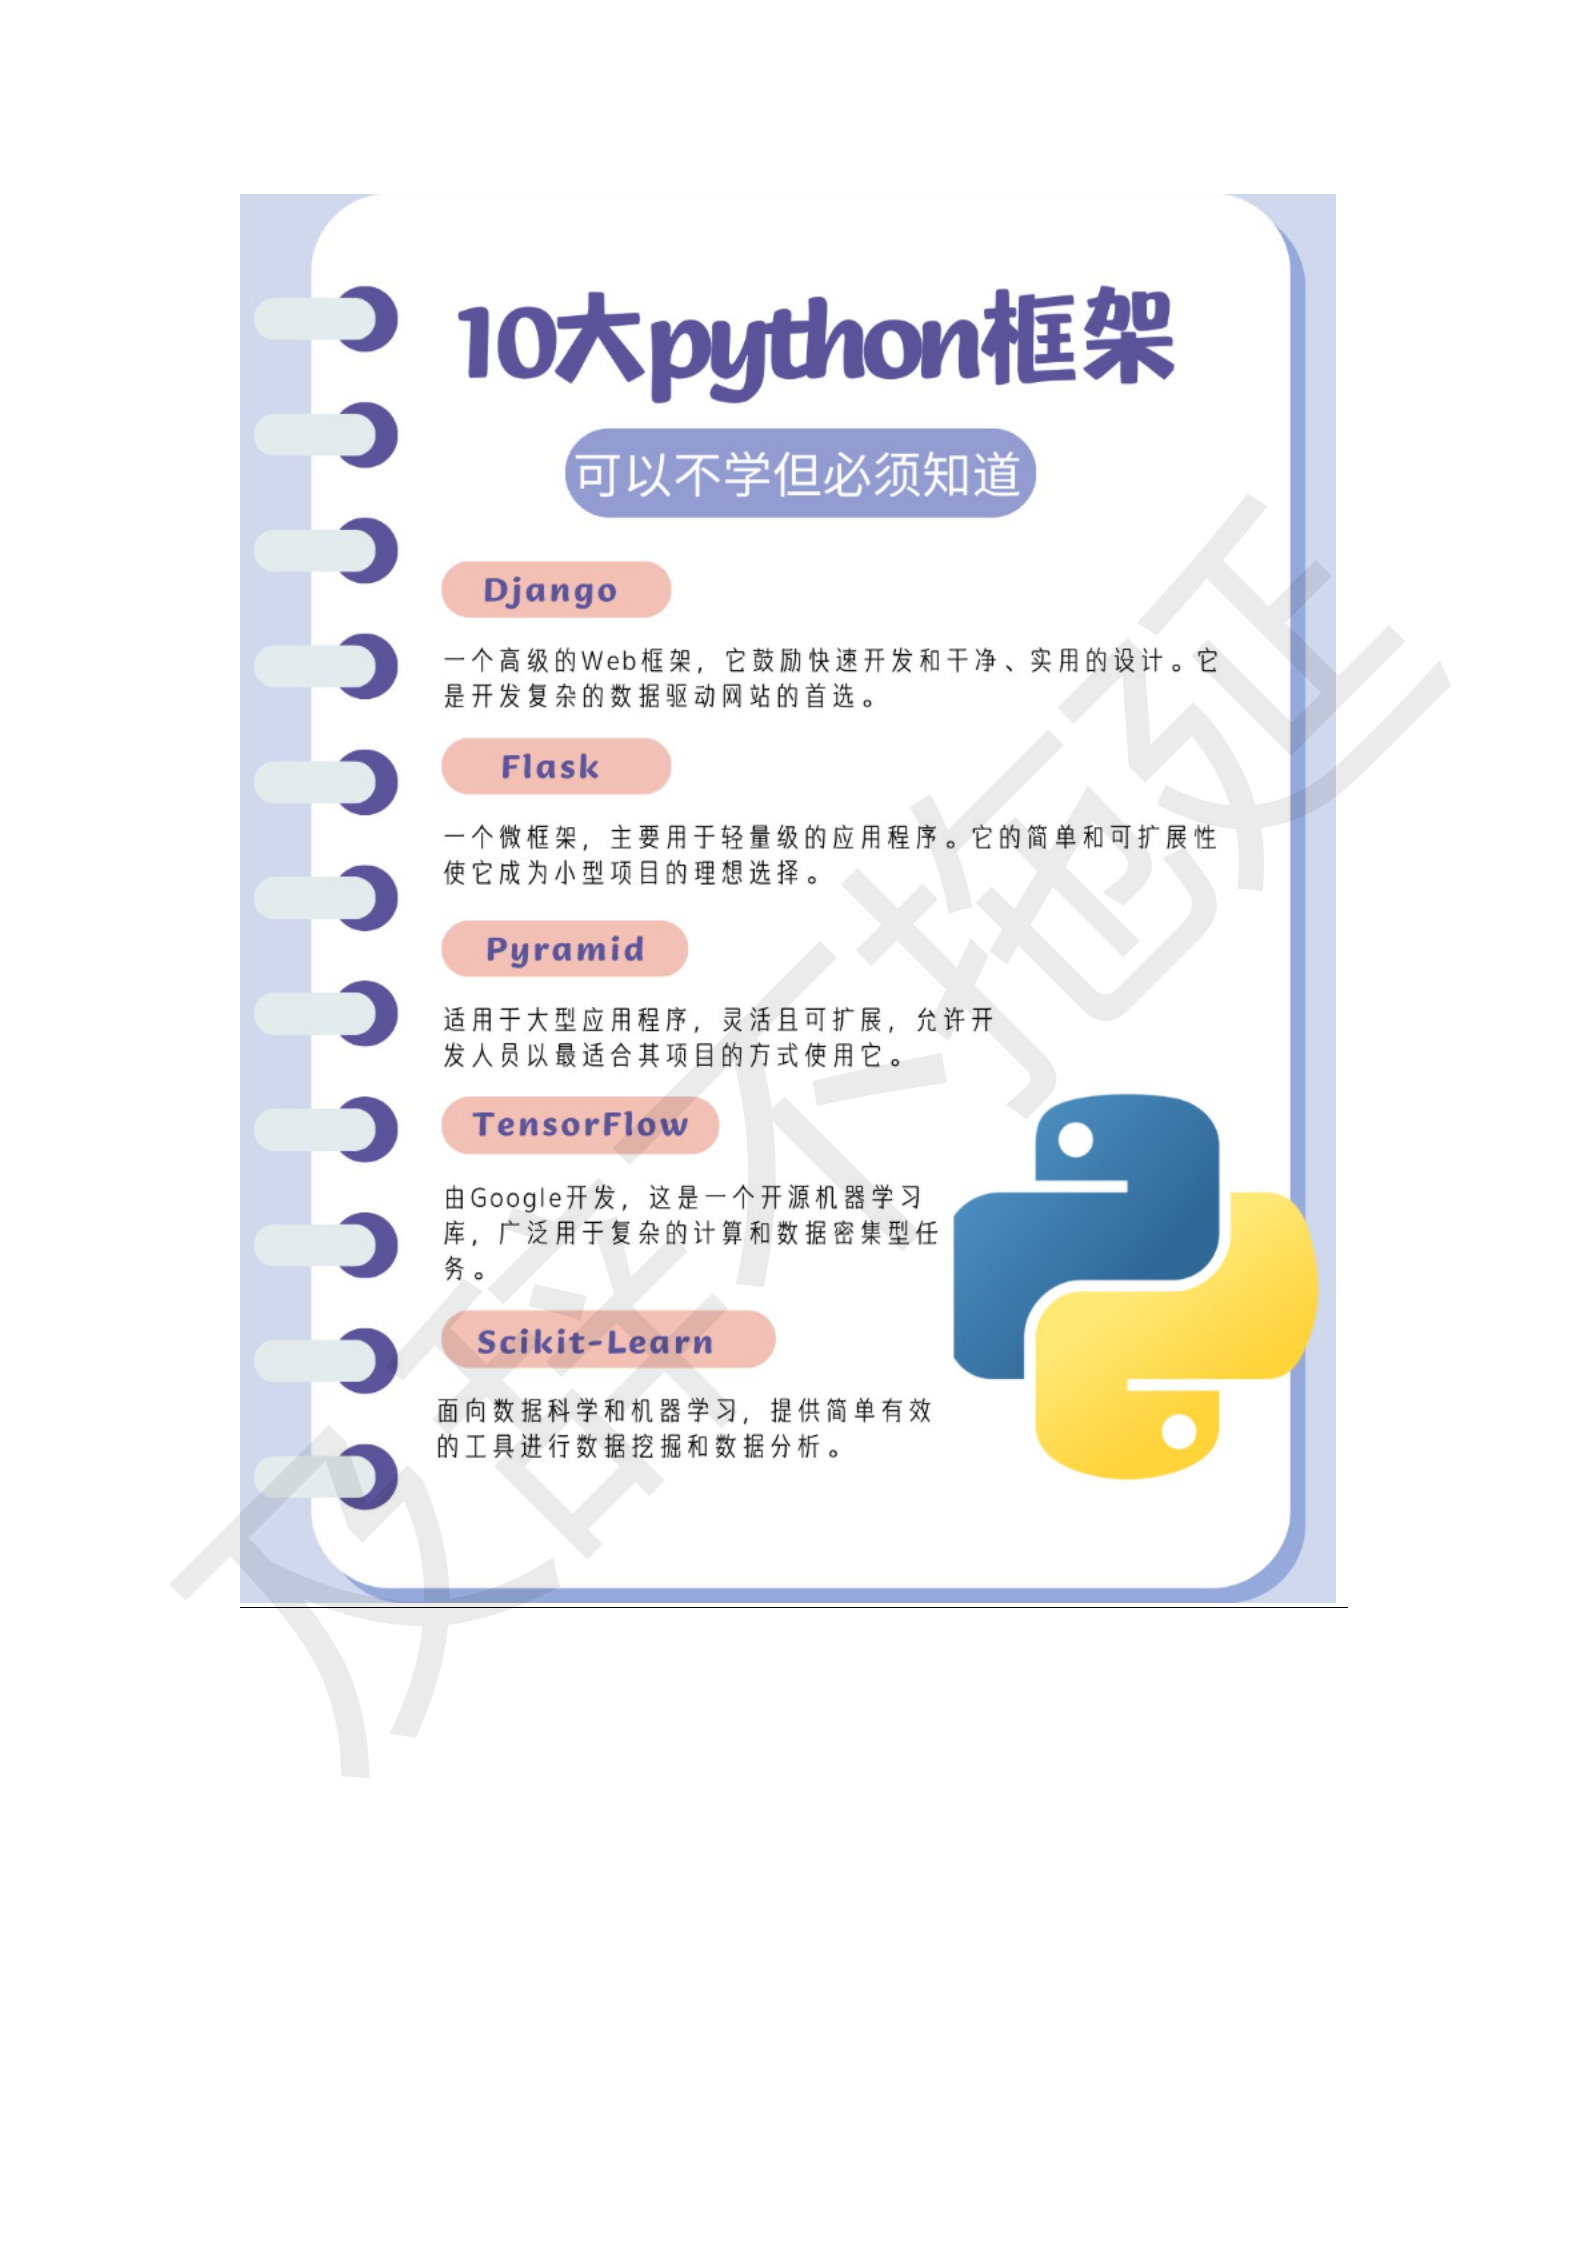 10大python框架
可以不学但必须知道
Django
一个高级的Web框架，它鼓励快速开发和干净、实用的设计。它
是开发复杂的数据驱动网站的首选。
Flask
一个微框架，主要用于轻量级的应用程序。它的简单和可扩展性
使它成为小型项目的理想选择。
Pyramid
适用于大型应用程序，灵活且可扩展，允许开
发人员以最适合其项目的方式使用它。
TensorFlow
由Google开发，这是一个开源机器学习
库，广泛用于复杂的计算和数据密集型任
务。
Scikit-Learn
面向数据科学和机器学习，提供简单有效
的工具进行数据挖掘和数据分析。
及辞不拖延